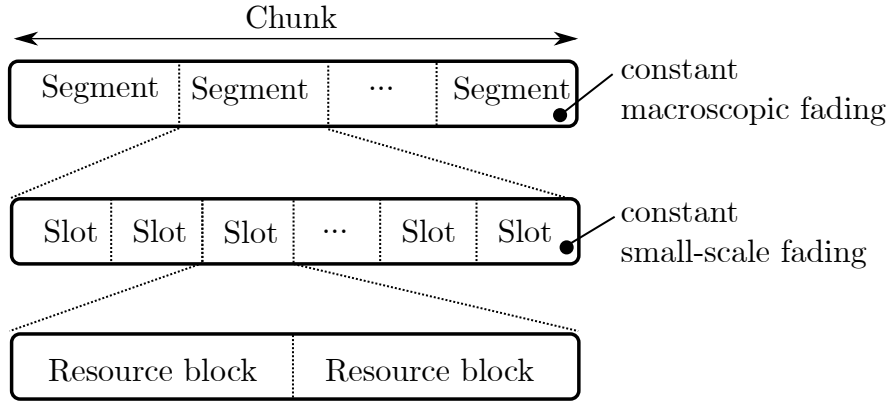 Chunk
Segment Segment ... Segment
constant
macroscopic fading
Slot Slot Slot ... Slot Slot
constant
small-scale fading
Resource block Resource block